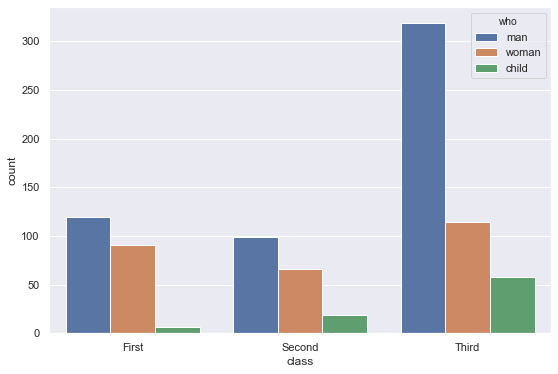 who
man
woman
child
count
300
250
200
150
100
50
0
First Second Third
class